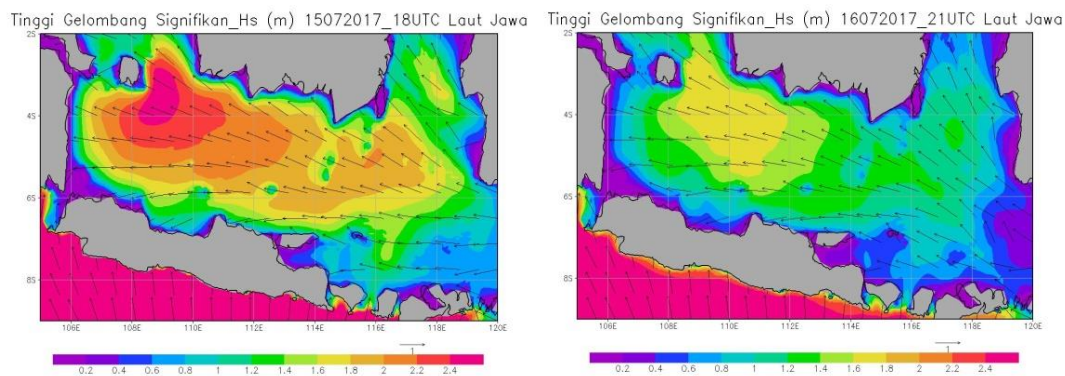 Tinggi Gelombang Signifikan_Hs (m) 15072017_18UTC Laut Jawa
2S
4S
6S
8S
106E 108E 110E 112E 114E 116E 118E 120E
1
0.2 0.4 0.6 0.8 1 1.2 1.4 1.6 1.8 2 2.2 2.4
Tinggi Gelombang Signifikan_Hs (m) 16072017_21UTC Laut Jawa
2S
4S
6S
8S
106E 108E 110E 112E 114E 116E 118E 120E
1
0.2 0.4 0.6 0.8 1 1.2 1.4 1.6 1.8 2 2.2 2.4